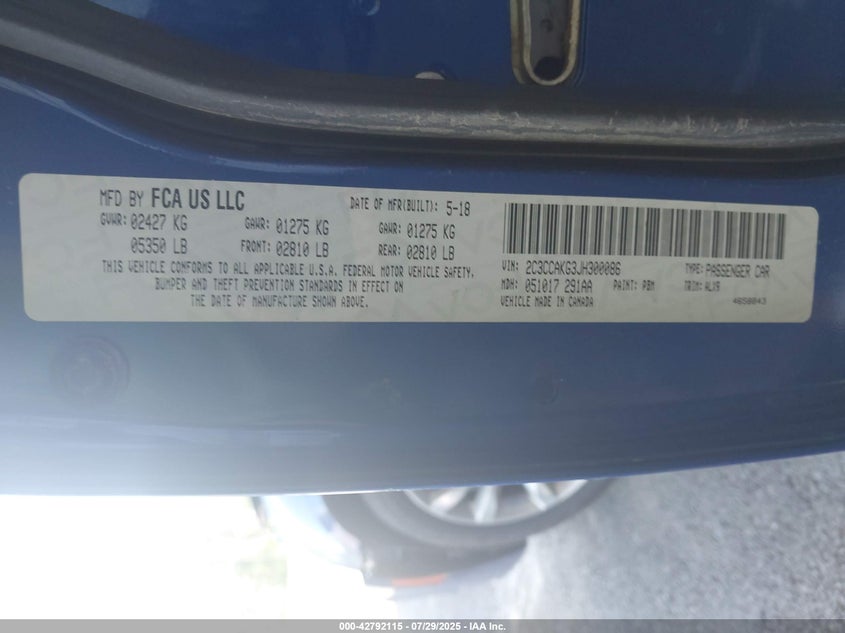 MFD BY FCA US LLC DATE OF MFR(BUILT): 5-18
GVWR: 02427 KG GAWR: 01275 KG GAWR: 01275 KG
05350 LB FRONT: 02810 LB REAR: 02810 LB
THIS VEHICLE CONFORMS TO ALL APPLICABLE U.S.A. FEDERAL MOTOR VEHICLE SAFETY,
BUMPER AND THEFT PREVENTION STANDARDS IN EFFECT ON
THE DATE OF MANUFACTURE SHOWN ABOVE.
VIN: 2C3CCAKG3JH300086 TYPE: PASSENGER CAR
MDH: 051017 291AA PAINT: PBM TRIM: ALX9
VEHICLE MADE IN CANADA 4658043
000-42792115 - 07/29/2025 - IAA Inc.